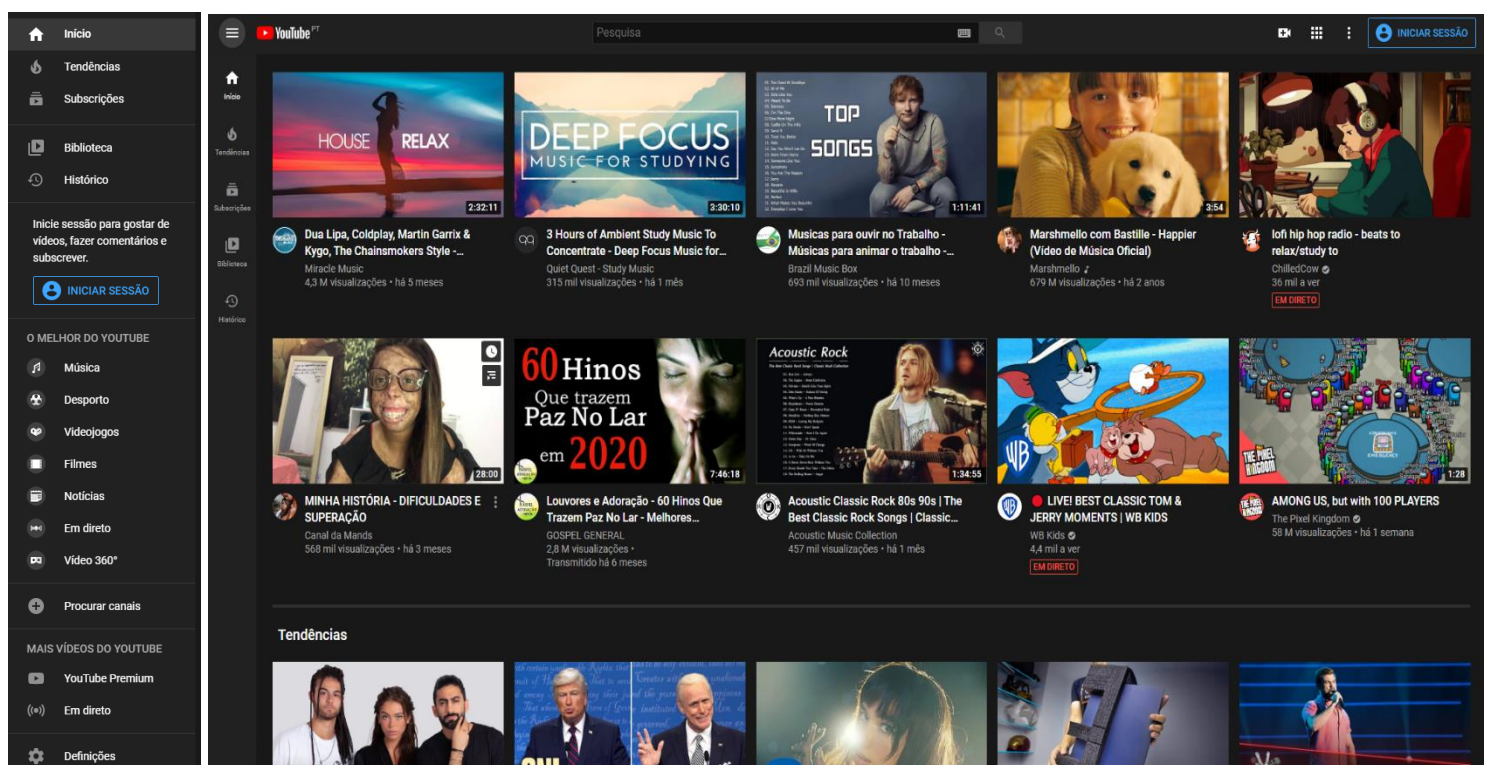 Início
Tendências
Subscrições
Biblioteca
Histórico
Inicie sessão para gostar de
vídeos, fazer comentários e
subscrever.
INICIAR SESSÃO
O MELHOR DO YOUTUBE
Música
Desporto
Videojogos
Filmes
Notícias
Em direto
Vídeo 360°
Procurar canais
MAIS VÍDEOS DO YOUTUBE
YouTube Premium
Em direto
Definições
YouTube PT
Pesquisa
INICIAR SESSÃO
Início
Tendências
Subscrições
Biblioteca
Histórico
HOUSE RELAX
2:32:11
Dua Lipa, Coldplay, Martin Garrix &
Kygo, The Chainsmokers Style -...
Miracle Music
4,3 M visualizações • há 5 meses
DEEP FOCUS
MUSIC FOR STUDYING
3:30:10
3 Hours of Ambient Study Music To
Concentrate - Deep Focus Music for...
Quiet Quest - Study Music
315 mil visualizações • há 1 mês
TOP
SONGS
1:11:41
Musicas para ouvir no Trabalho -
Músicas para animar o trabalho -...
Brazil Music Box
693 mil visualizações • há 10 meses
3:54
Marshmello com Bastille - Happier
(Vídeo de Música Oficial)
Marshmello
679 M visualizações • há 2 anos
lofi hip hop radio - beats to
relax/study to
ChilledCow
36 mil a ver
EM DIRETO
28:00
MINHA HISTÓRIA - DIFICULDADES E
SUPERAÇÃO
Canal da Mands
568 mil visualizações • há 3 meses
60 Hinos
Que trazem
Paz No Lar
em 2020
7:46:18
Louvores e Adoração - 60 Hinos Que
Trazem Paz No Lar - Melhores...
GOSPEL GENERAL
2,8 M visualizações •
Transmitido há 6 meses
Acoustic Rock
1:34:55
Acoustic Classic Rock 80s 90s | The
Best Classic Rock Songs | Classic...
Acoustic Music Collection
457 mil visualizações • há 1 mês
WB
LIVE! BEST CLASSIC TOM &
JERRY MOMENTS | WB KIDS
WB Kids
4,4 mil a ver
EM DIRETO
THE PIXEL
KINGDOM
1:28
AMONG US, but with 100 PLAYERS
The Pixel Kingdom
58 M visualizações • há 1 semana
Tendências